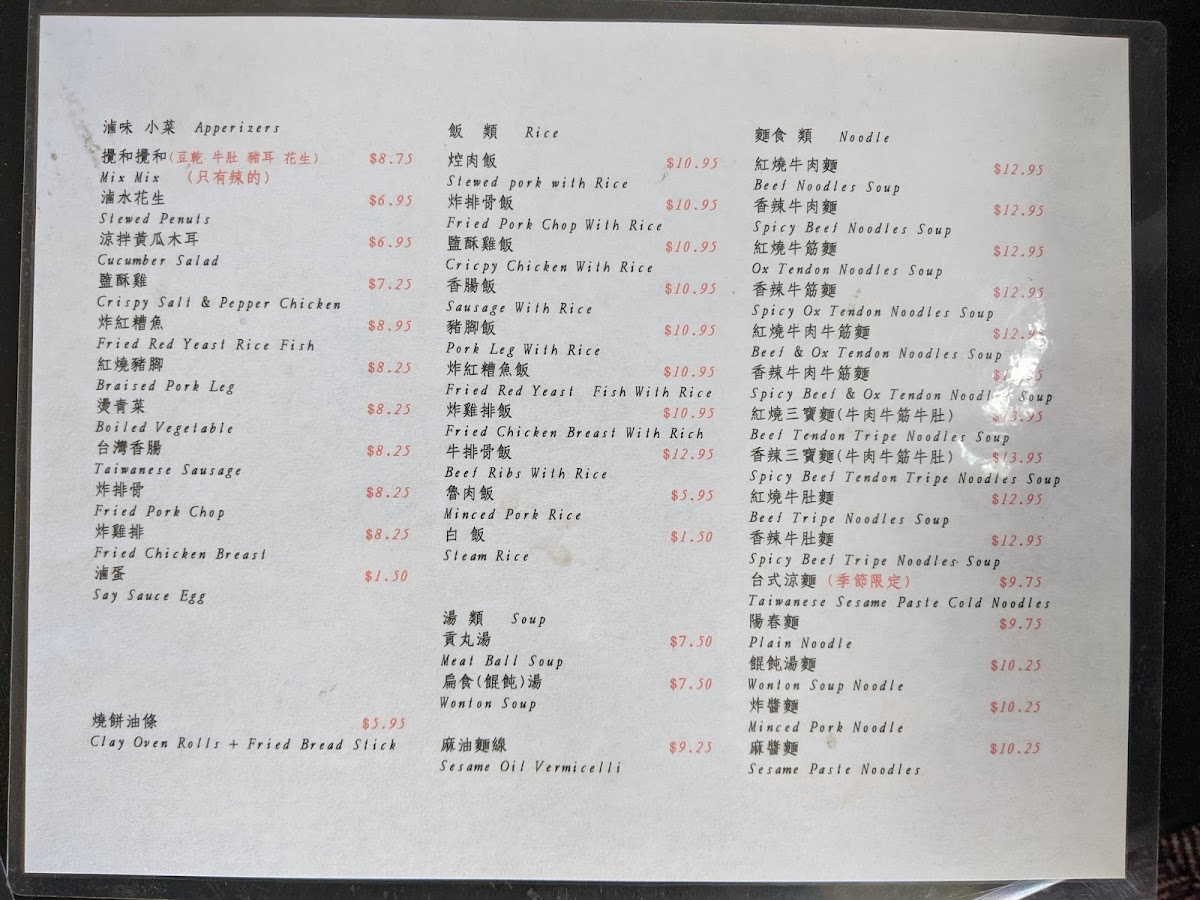 滷味 小菜 Apperizers
攪和攪和(豆乾 牛肚 豬耳 花生) $8.75
Mix Mix (只有辣的)
滷水花生 $6.95
Stewed Penuts
涼拌黃瓜木耳 $6.95
Cucumber Salad
鹽酥雞 $7.25
Crispy Salt & Pepper Chicken
炸紅糟魚 $8.95
Fried Red Yeast Rice Fish
紅燒豬腳 $8.25
Braised Pork Leg
燙青菜 $8.25
Boiled Vegetable
台灣香腸 $8.25
Taiwanese Sausage
炸排骨 $8.25
Fried Pork Chop
炸雞排 $8.25
Fried Chicken Breast
滷蛋 $1.50
Say Sauce Egg
燒餅油條 $5.95
Clay Oven Rolls + Fried Bread Stick
飯 類 Rice
焢肉飯 $10.95
Stewed pork with Rice
炸排骨飯 $10.95
Fried Pork Chop With Rice
鹽酥雞飯 $10.95
Cricpy Chicken With Rice
香腸飯 $10.95
Sausage With Rice
豬腳飯 $10.95
Pork Leg With Rice
炸紅糟魚飯 $10.95
Fried Red Yeast Fish With Rice
炸雞排飯 $10.95
Fried Chicken Breast With Rich
牛排骨飯 $12.95
Beef Ribs With Rice
魯肉飯 $5.95
Minced Pork Rice
白 飯 $1.50
Steam Rice
湯 類 Soup
貢丸湯 $7.50
Meat Ball Soup
扁食(餛飩)湯 $7.50
Wonton Soup
麻油麵線 $9.25
Sesame Oil Vermicelli
麵食 類 Noodle
紅燒牛肉麵 $12.95
Beef Noodles Soup
香辣牛肉麵 $12.95
Spicy Beef Noodles Soup
紅燒牛筋麵 $12.95
Ox Tendon Noodles Soup
香辣牛筋麵 $12.95
Spicy Ox Tendon Noodles Soup
紅燒牛肉牛筋麵
Beef & Ox Tendon Noodles Soup
香辣牛肉牛筋麵
Spicy Beef & Ox Tendon Noodles Soup
紅燒三寶麵(牛肉牛筋牛肚) $13.95
Beef Tendon Tripe Noodles Soup
香辣三寶麵(牛肉牛筋牛肚) $13.95
Spicy Beef Tendon Tripe Noodles Soup
紅燒牛肚麵 $12.95
Beef Tripe Noodles Soup
香辣牛肚麵 $12.95
Spicy Beef Tripe Noodles Soup
台式涼麵 (季節限定) $9.75
Taiwanese Sesame Paste Cold Noodles
陽春麵 $9.75
Plain Noodle
餛飩湯麵 $10.25
Wonton Soup Noodle
炸醬麵 $10.25
Minced Pork Noodle
麻醬麵 $10.25
Sesame Paste Noodles